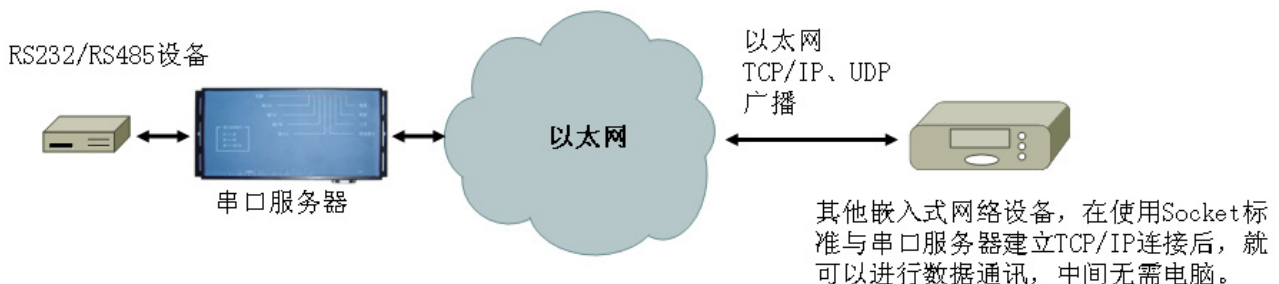 RS232/RS485设备
串口服务器
以太网
以太网
TCP/IP、UDP
广播
其他嵌入式网络设备，在使用Socket标
准与串口服务器建立TCP/IP连接后，就
可以进行数据通讯，中间无需电脑。